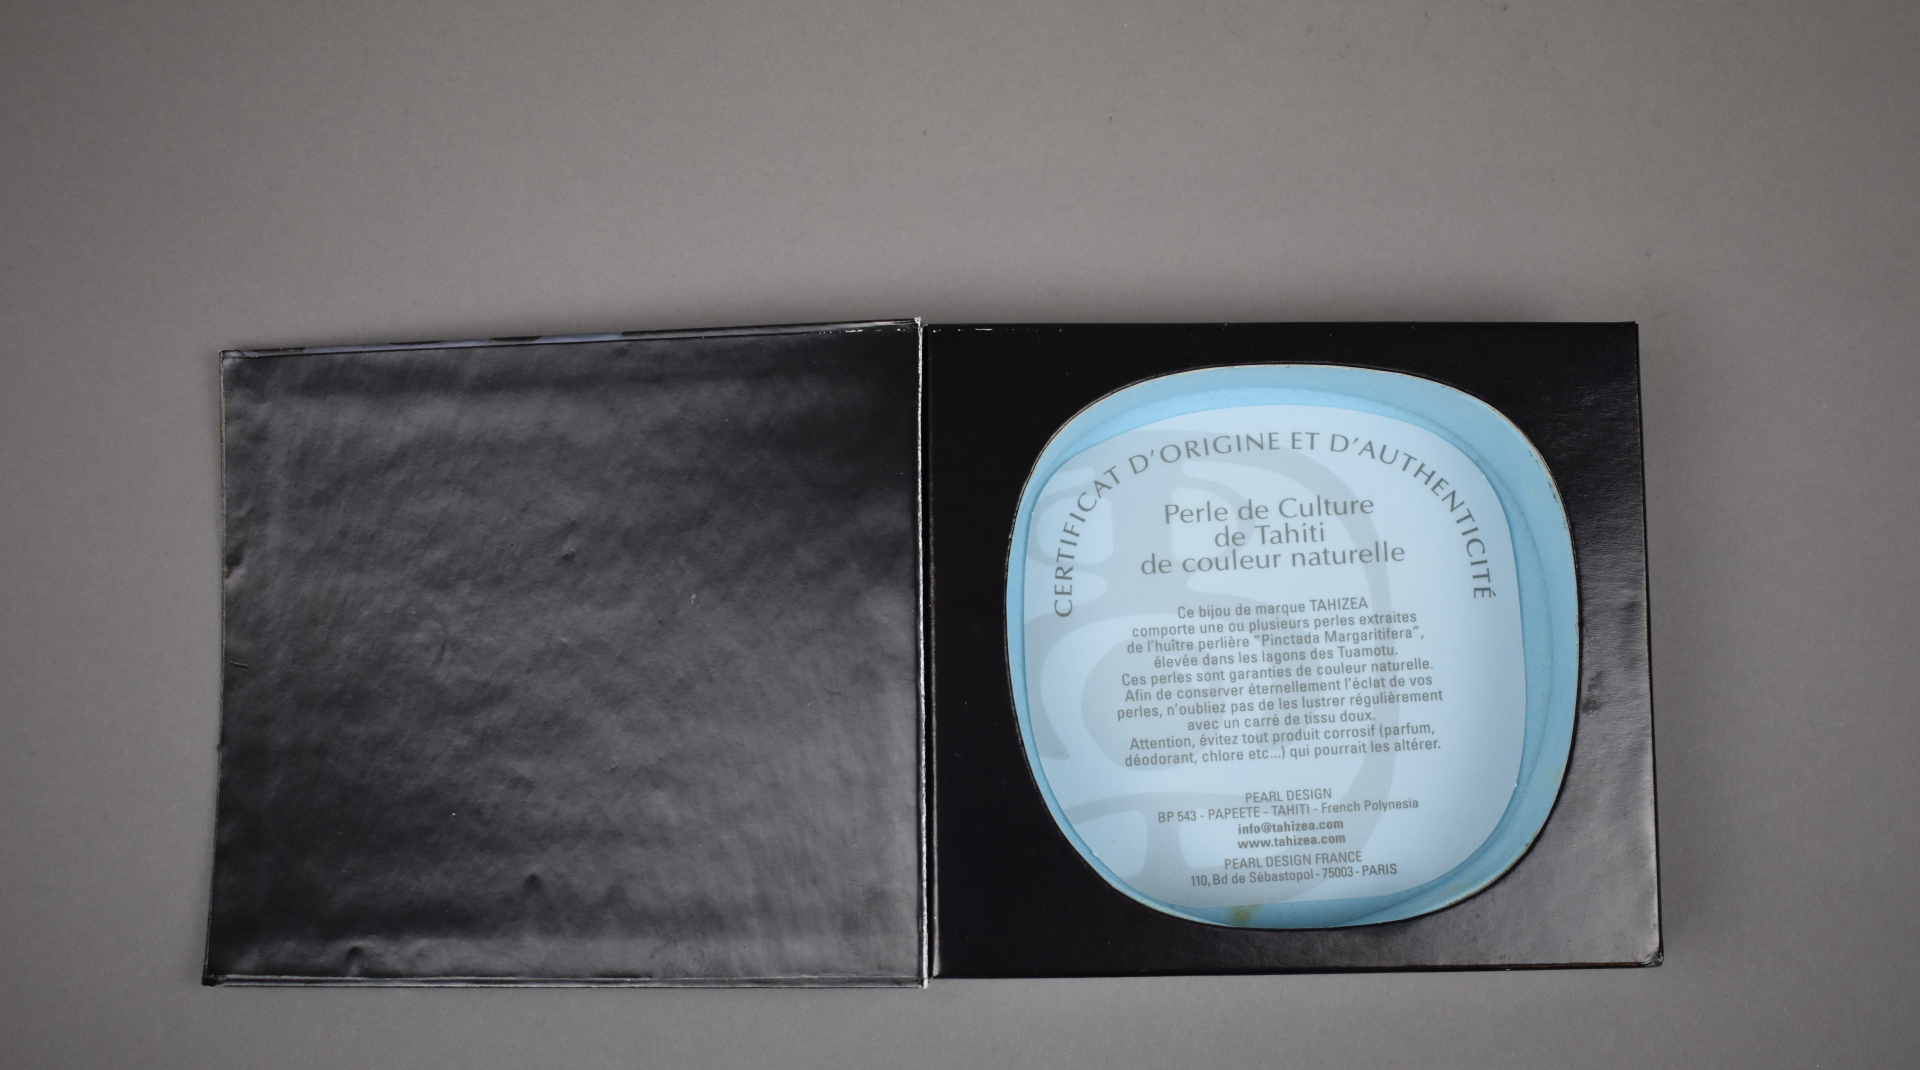 CERTIFICAT D'ORIGINE ET D'AUTHENTICITÉ
Perle de Culture
de Tahiti
de couleur naturelle
Ce bijou de marque TAHIZEA
comporte une ou plusieurs perles extraites
de l'huître perlière "Pinctada Margaritifera",
élevée dans les lagons des Tuamotu.
Ces perles sont garanties de couleur naturelle.
Afin de conserver éternellement l'éclat de vos
perles, n'oubliez pas de les lustrer régulièrement
avec un carré de tissu doux.
Attention, évitez tout produit corrosif (parfum,
déodorant, chlore etc...) qui pourrait les altérer.
PEARL DESIGN
BP 543 - PAPEETE - TAHITI - French Polynesia
info@tahizea.com
www.tahizea.com
PEARL DESIGN FRANCE
110, Bd de Sébastopol - 75003 - PARIS